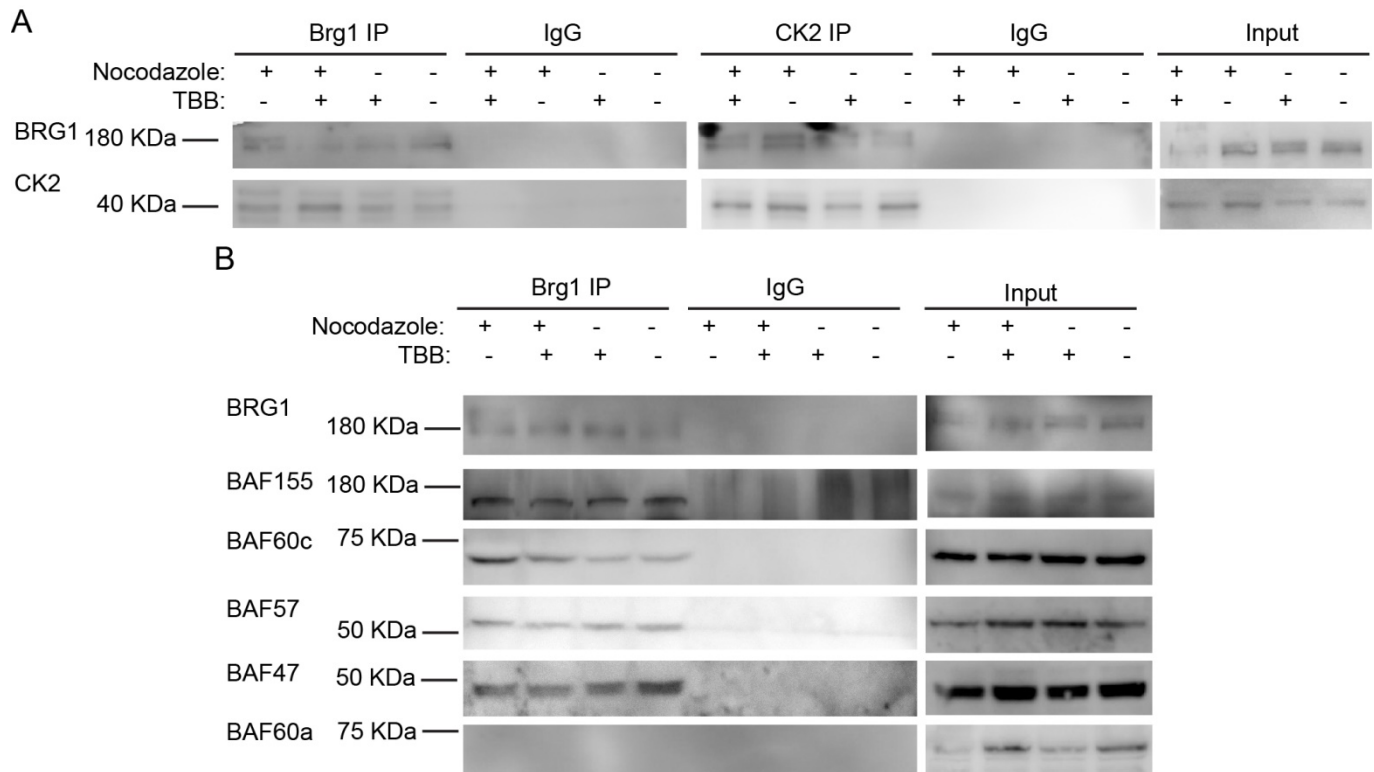 A
Brg1 IP IgG CK2 IP IgG Input
Nocodazole: + + - - + + - - + + - - + + - - + + - -
TBB: - + + - + - + - + - + - + - + - + - + -
BRG1 180 KDa
CK2
40 KDa
B
Brg1 IP IgG Input
Nocodazole: + + - - + + - - + + - -
TBB: - + + - - + + - - + + -
BRG1
180 KDa
BAF155 180 KDa
BAF60c 75 KDa
BAF57
50 KDa
BAF47 50 KDa
BAF60a 75 KDa